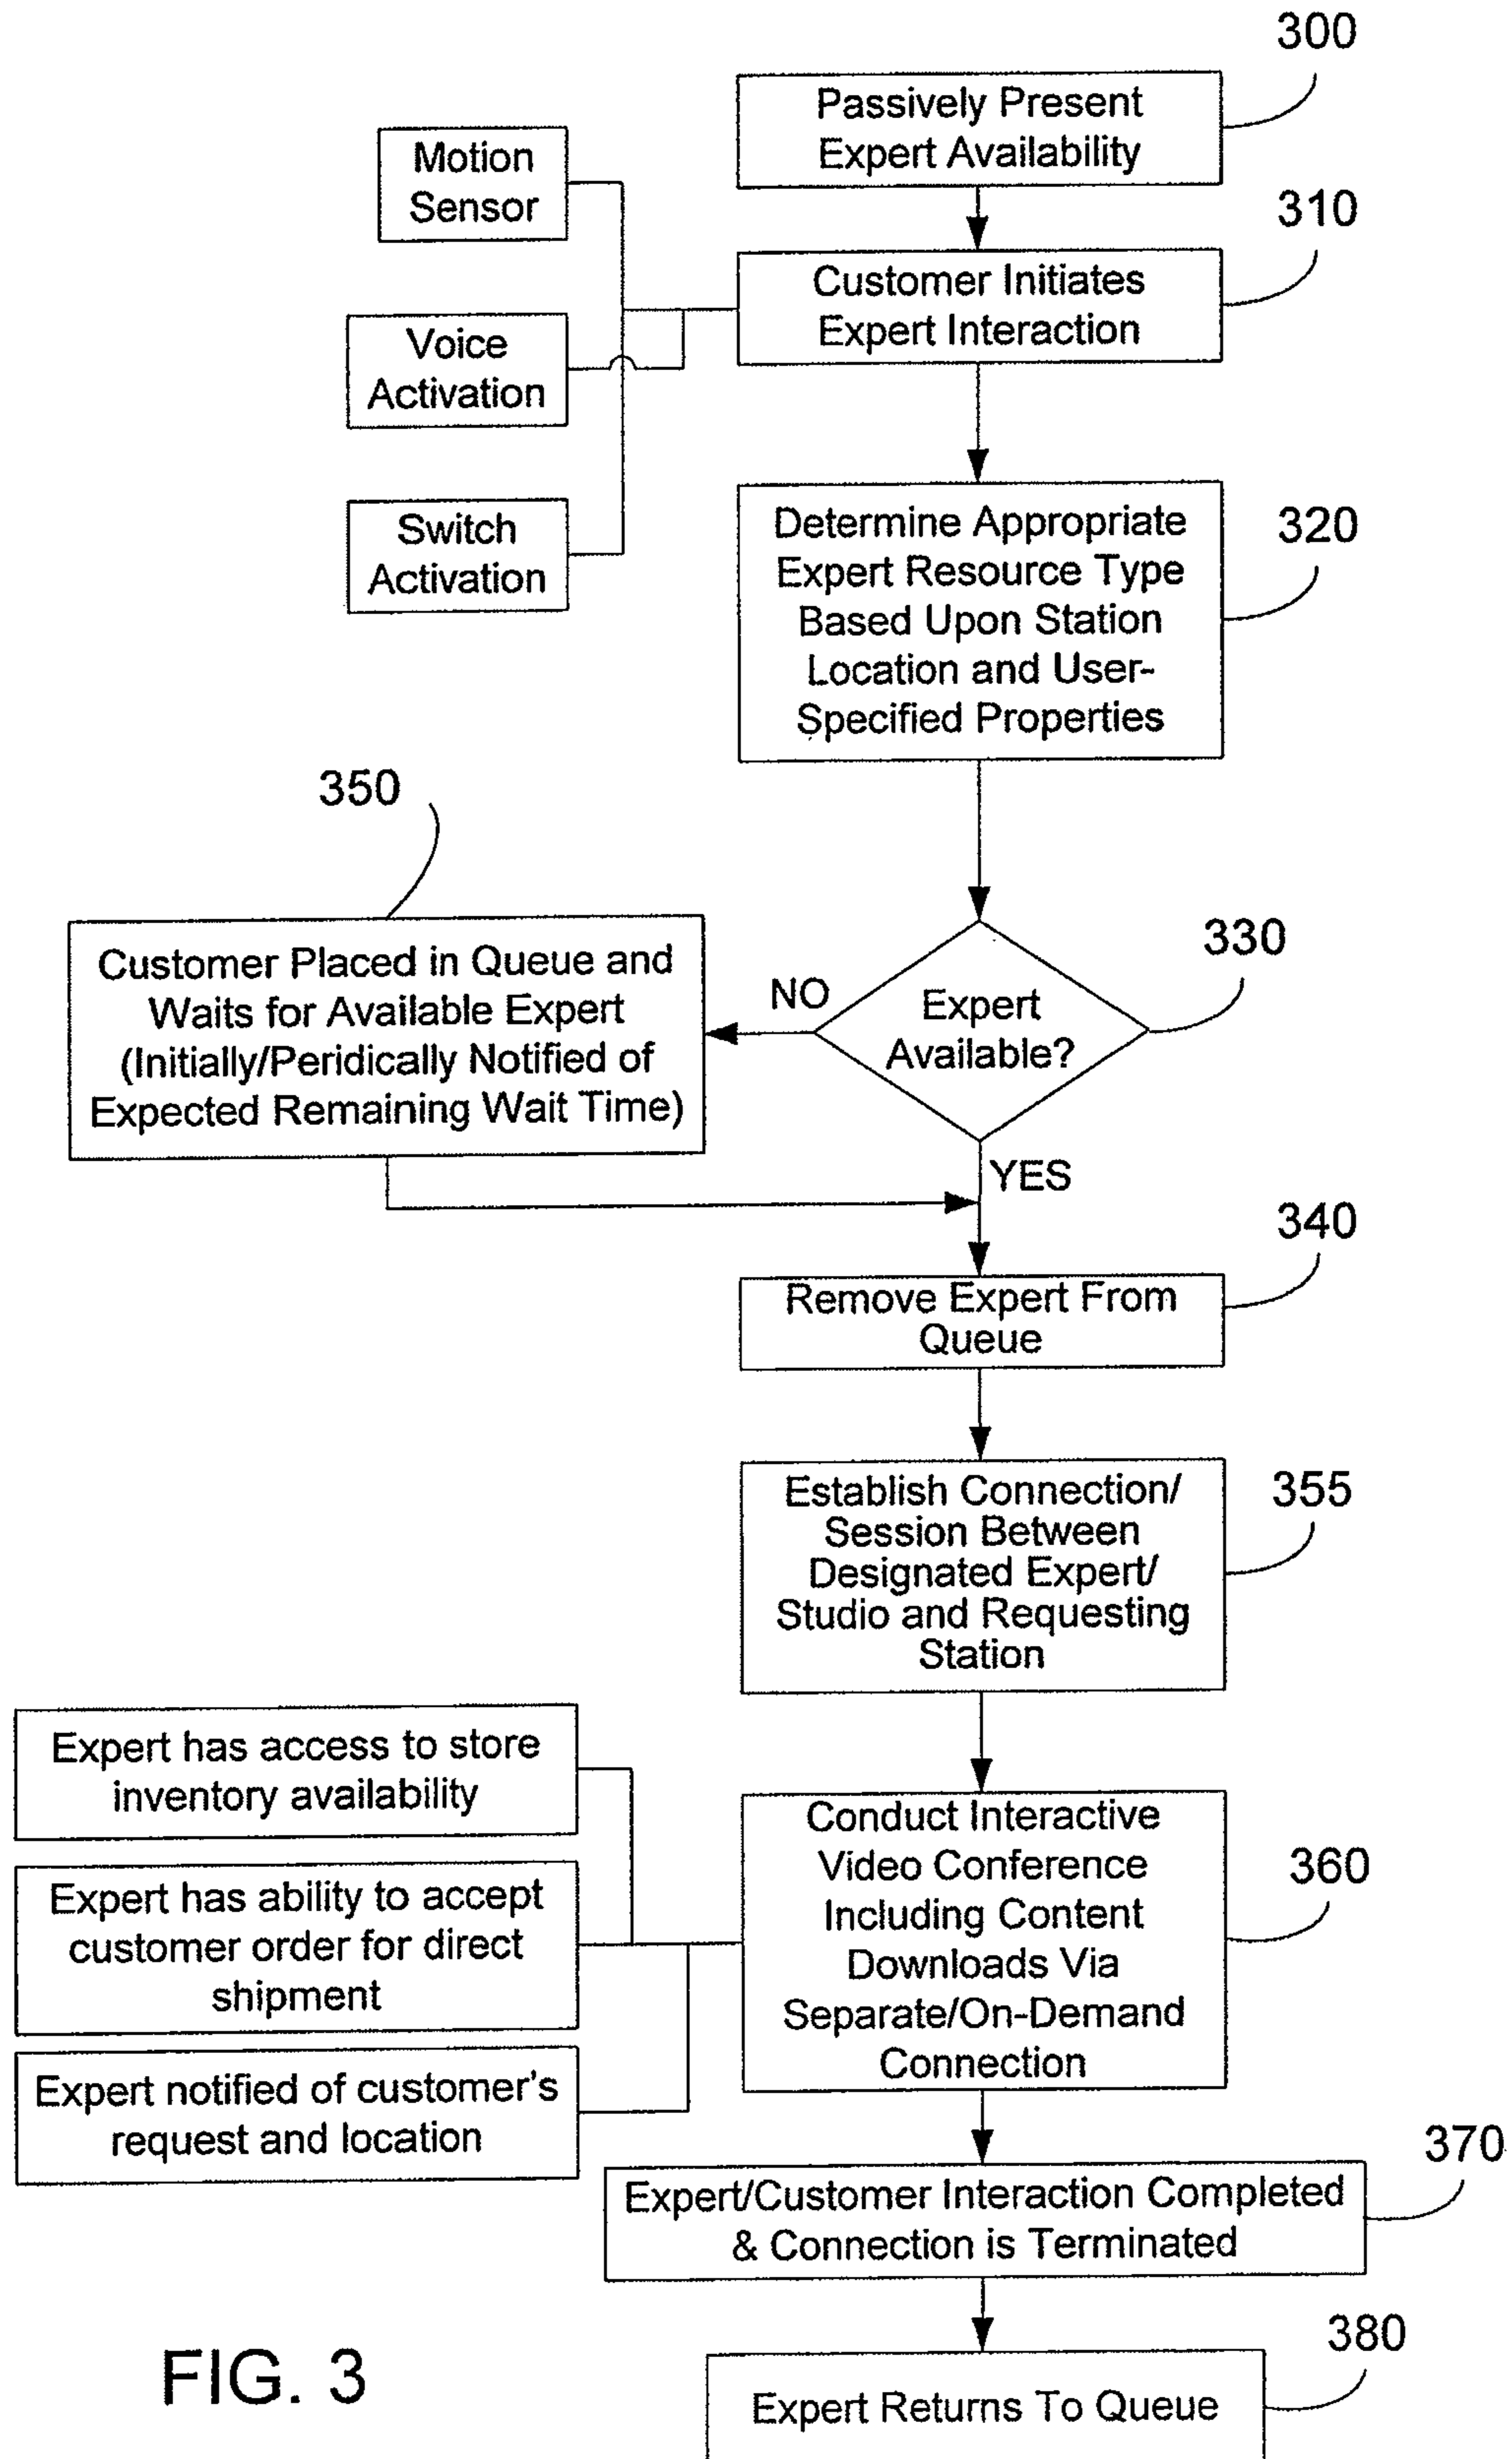 300
Passively Present
Expert Availability
Motion
Sensor
310
Customer Initiates
Expert Interaction
Voice
Activation
Switch
Activation
320
Determine Appropriate
Expert Resource Type
Based Upon Station
Location and User-
Specified Properties
350
Customer Placed in Queue and
Waits for Available Expert
(Initially/Peridically Notified of
Expected Remaining Wait Time)
NO
330
Expert
Available?
YES
340
Remove Expert From
Queue
355
Establish Connection/
Session Between
Designated Expert/
Studio and Requesting
Station
Expert has access to store
inventory availability
Expert has ability to accept
customer order for direct
shipment
Expert notified of customer's
request and location
360
Conduct Interactive
Video Conference
Including Content
Downloads Via
Separate/On-Demand
Connection
370
Expert/Customer Interaction Completed
& Connection is Terminated
380
Expert Returns To Queue
FIG. 3